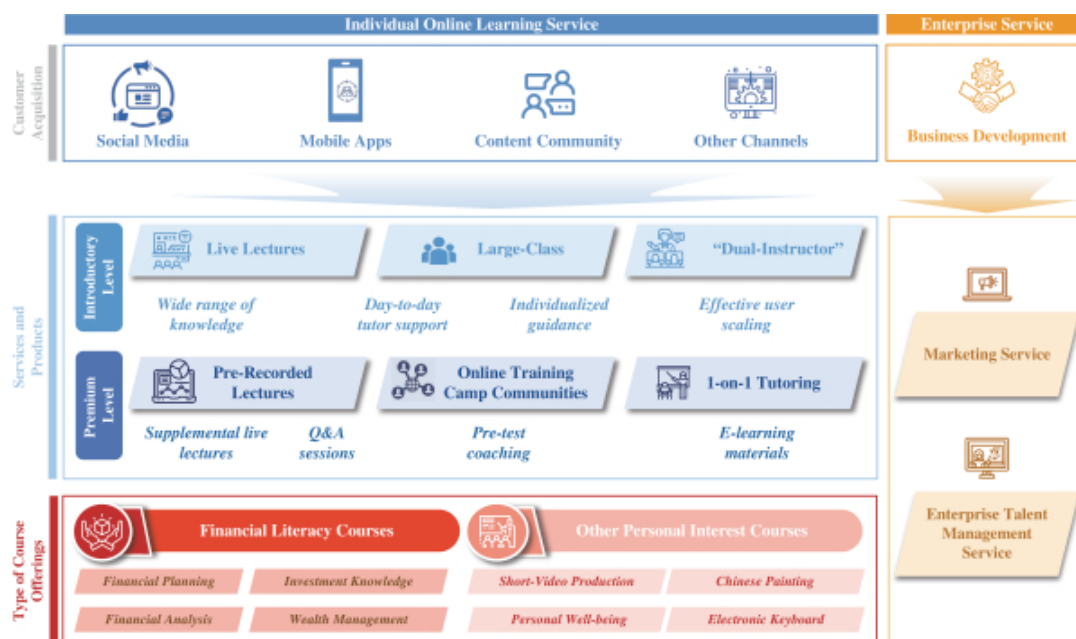 Individual Online Learning Service
Enterprise Service
Customer
Acquisition
Social Media
Mobile Apps
Content Community
Other Channels
Business Development
Services and
Products
Introductory
Level
Live Lectures
Large-Class
“Dual-Instructor”
Wide range of
knowledge
Day-to-day
tutor support
Individualized
guidance
Effective user
scaling
Premium
Level
Pre-Recorded
Lectures
Online Training
Camp Communities
1-on-1 Tutoring
Supplemental live
lectures
Q&A
sessions
Pre-test
coaching
E-learning
materials
Marketing Service
Enterprise Talent
Management
Service
Type of Course
Offerings
Financial Literacy Courses
Other Personal Interest Courses
Financial Planning
Investment Knowledge
Short-Video Production
Chinese Painting
Financial Analysis
Wealth Management
Personal Well-being
Electronic Keyboard